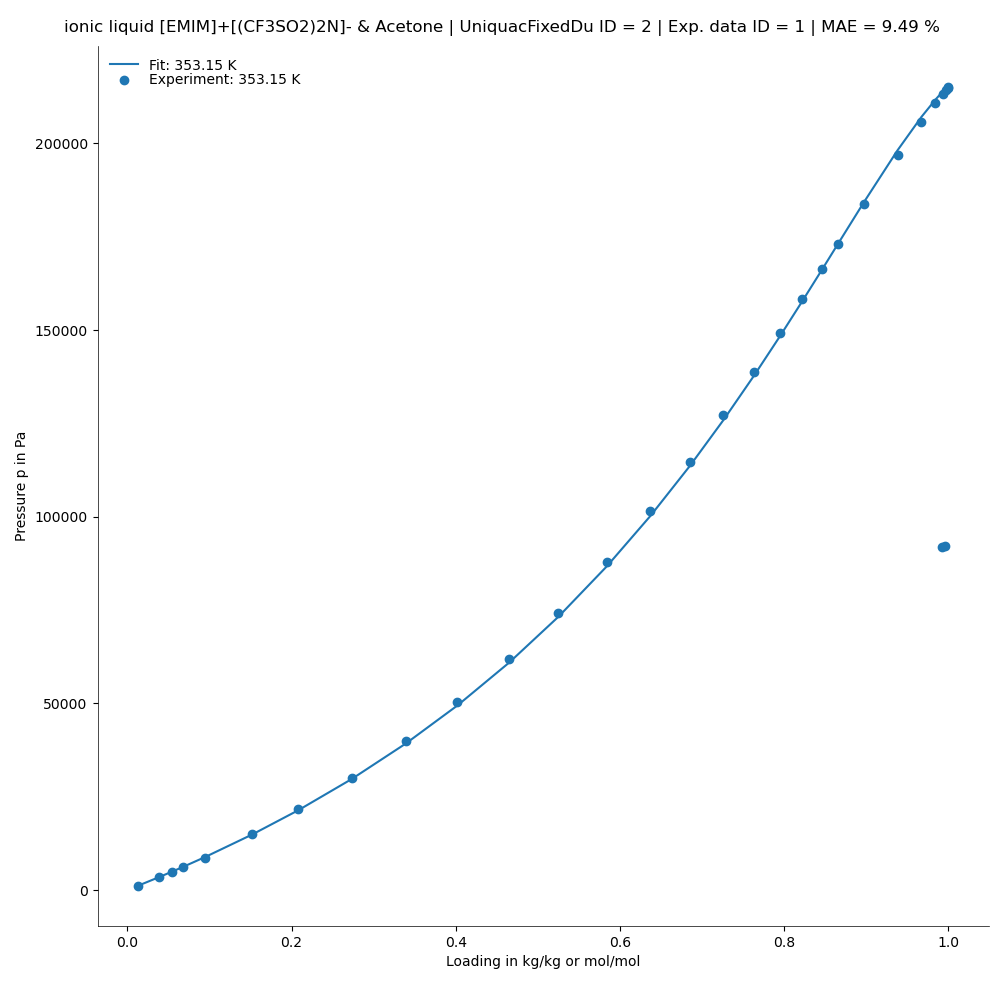 ionic liquid [EMIM]+[(CF3SO2)2N]- & Acetone | UniquacFixedDu ID = 2 | Exp. data ID = 1 | MAE = 9.49 %
Fit: 353.15 K
Experiment: 353.15 K
200000
150000
100000
50000
0
Pressure p in Pa
0.0 0.2 0.4 0.6 0.8 1.0
Loading in kg/kg or mol/mol